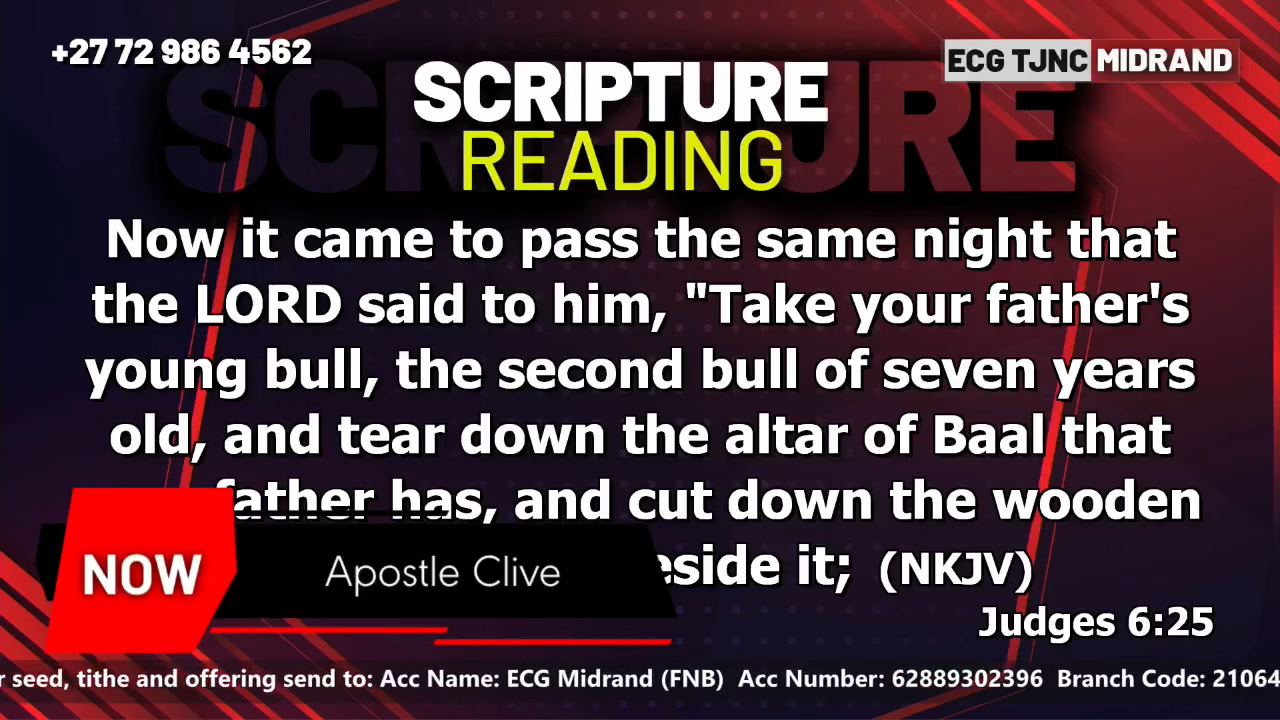 +27 72 986 4562
ECG TJNC MIDRAND
SCRIPTURE
SCRIPTURE
READING
Now it came to pass the same night that
the LORD said to him, "Take your father's
young bull, the second bull of seven years
old, and tear down the altar of Baal that
father has, and cut down the wooden
it; (NKJV)
NOW
Apostle Clive
Judges 6:25
seed, tithe and offering send to: Acc Name: ECG Midrand (FNB) Acc Number: 62889302396 Branch Code: 21064